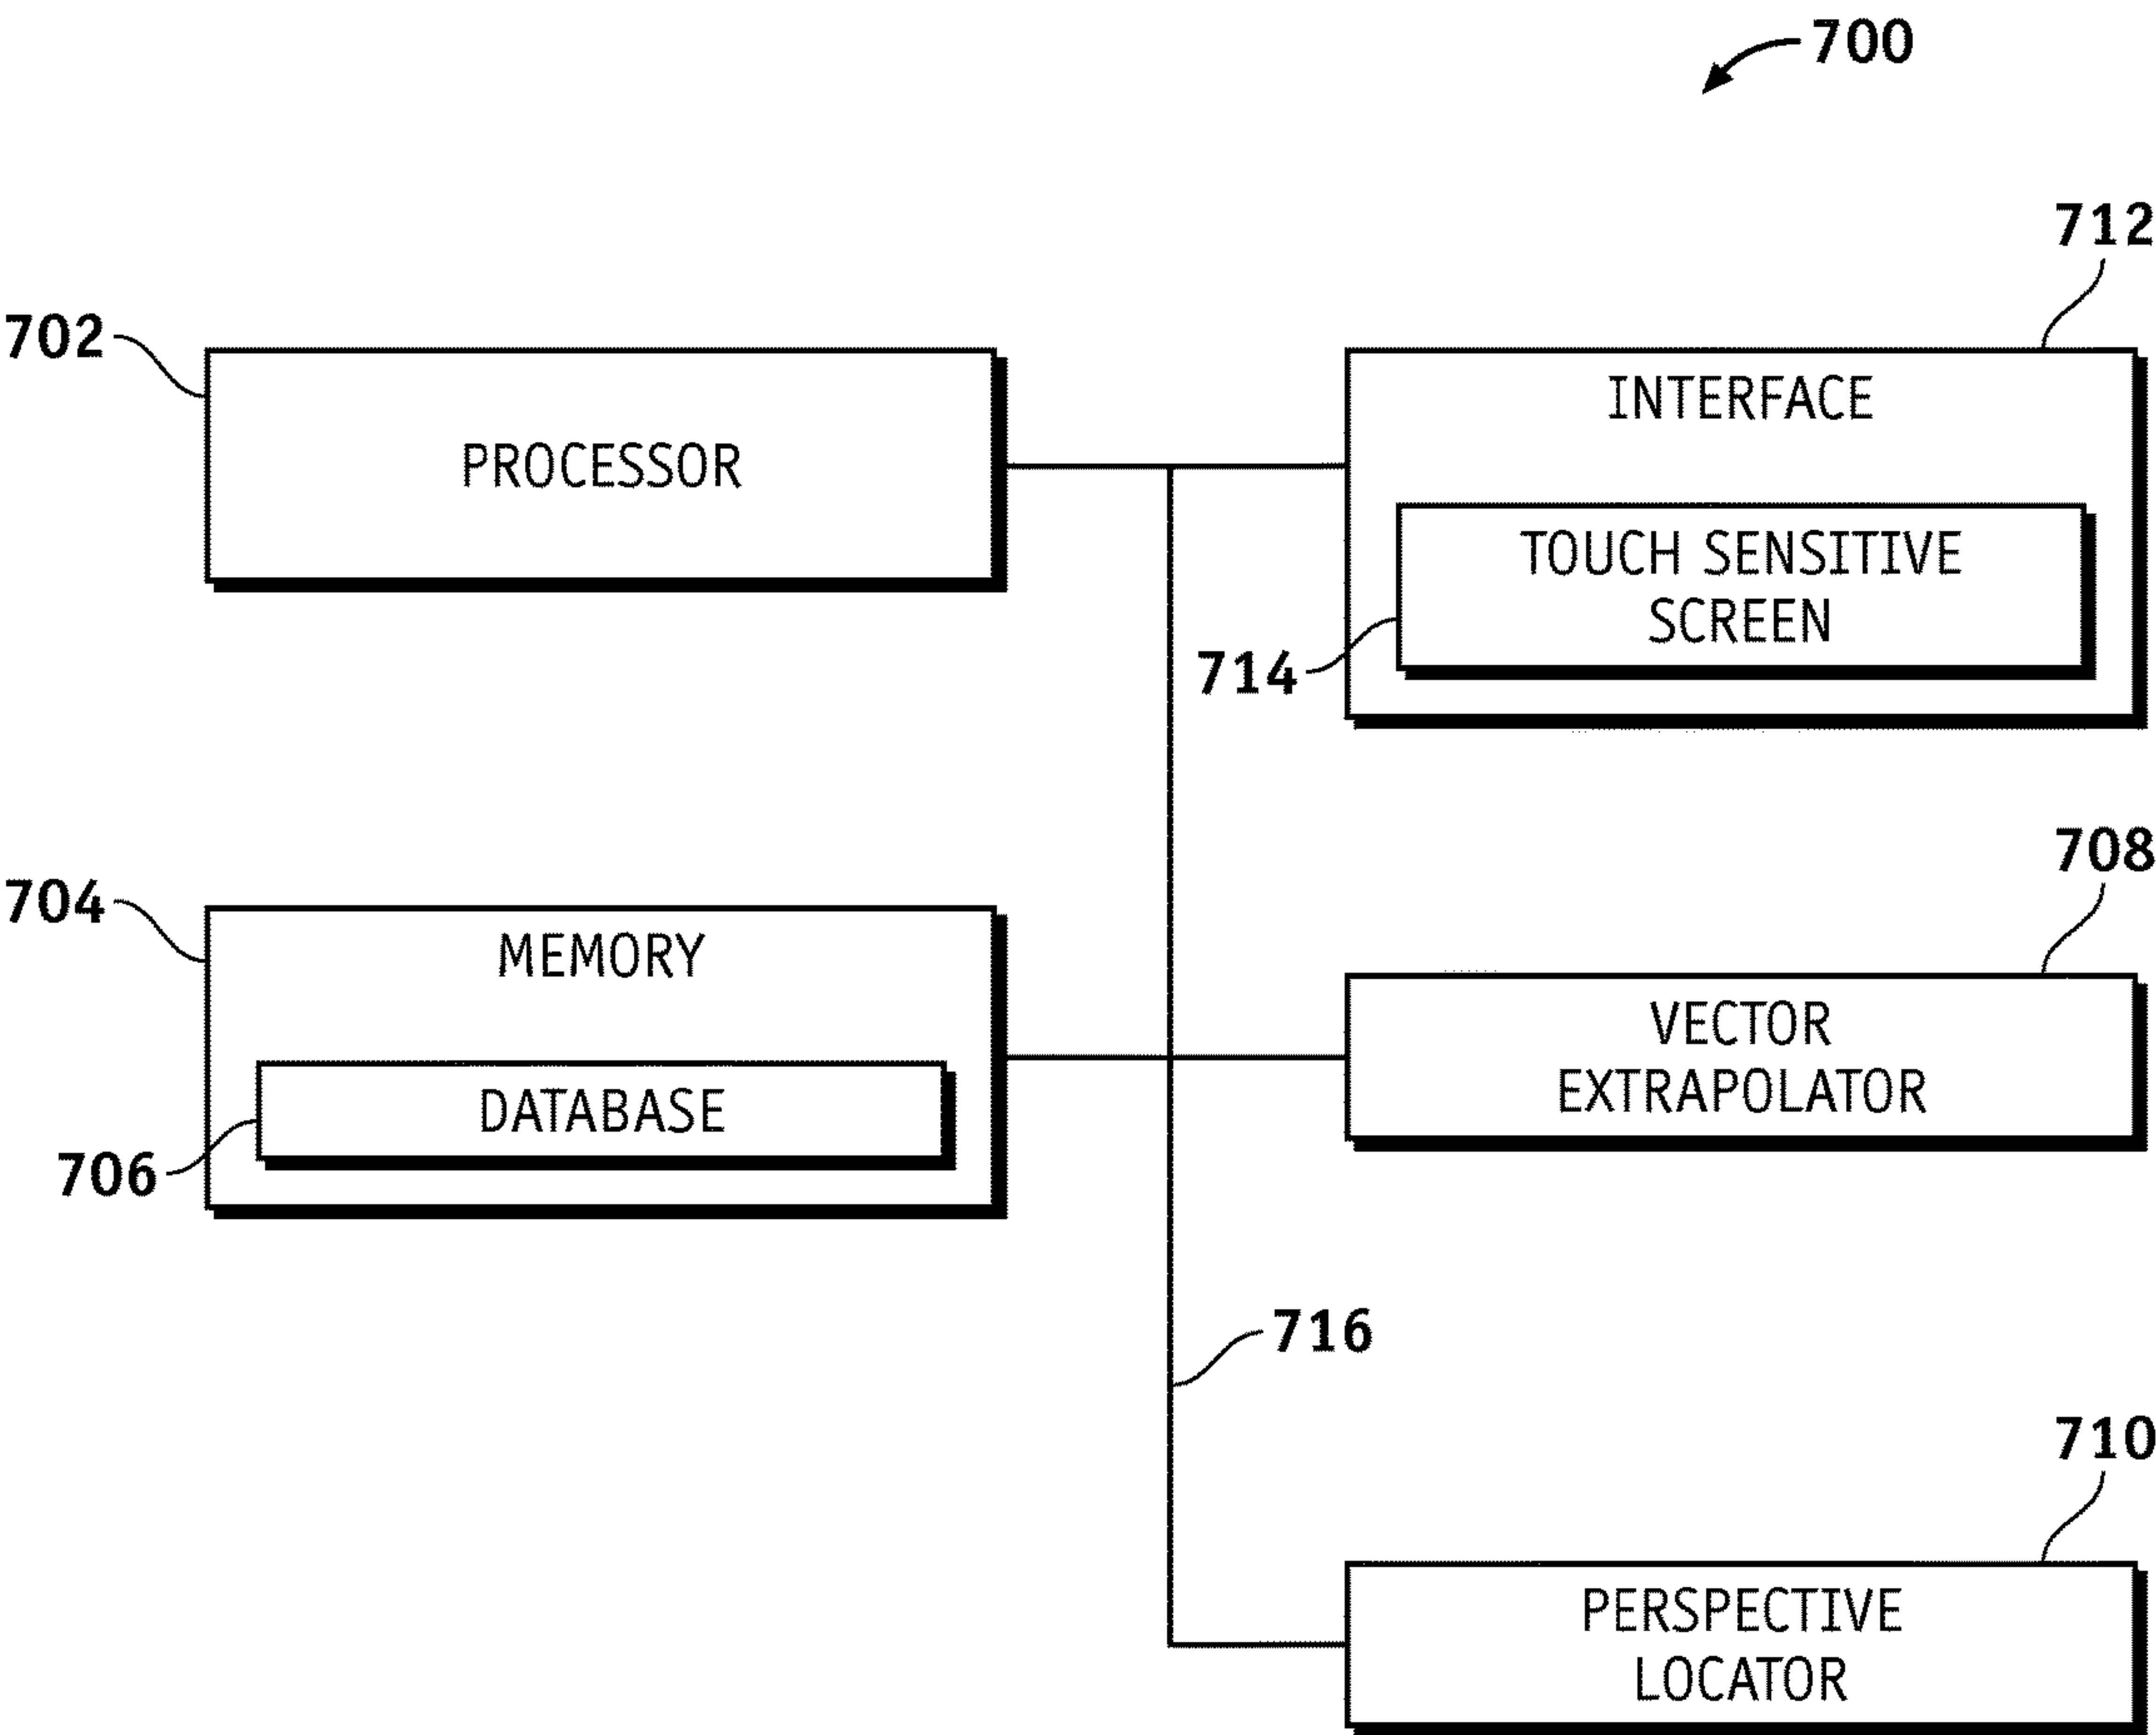 700
712
702
PROCESSOR
INTERFACE
TOUCH SENSITIVE
SCREEN
714
704
MEMORY
DATABASE
706
708
VECTOR
EXTRAPOLATOR
716
710
PERSPECTIVE
LOCATOR